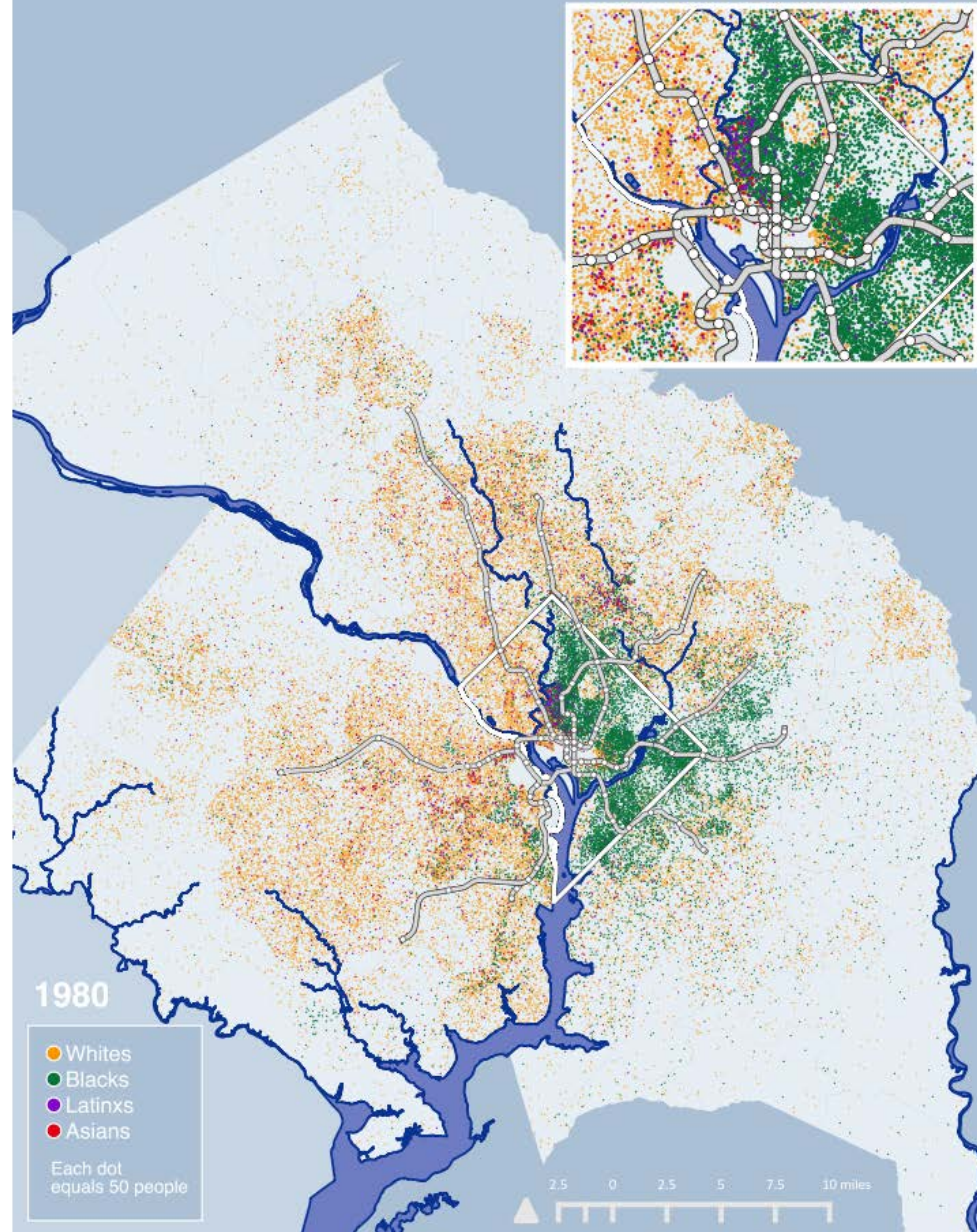 1980
Whites
Blacks
Latinxs
Asians
Each dot
equals 50 people
2.5 0 2.5 5 7.5 10 miles